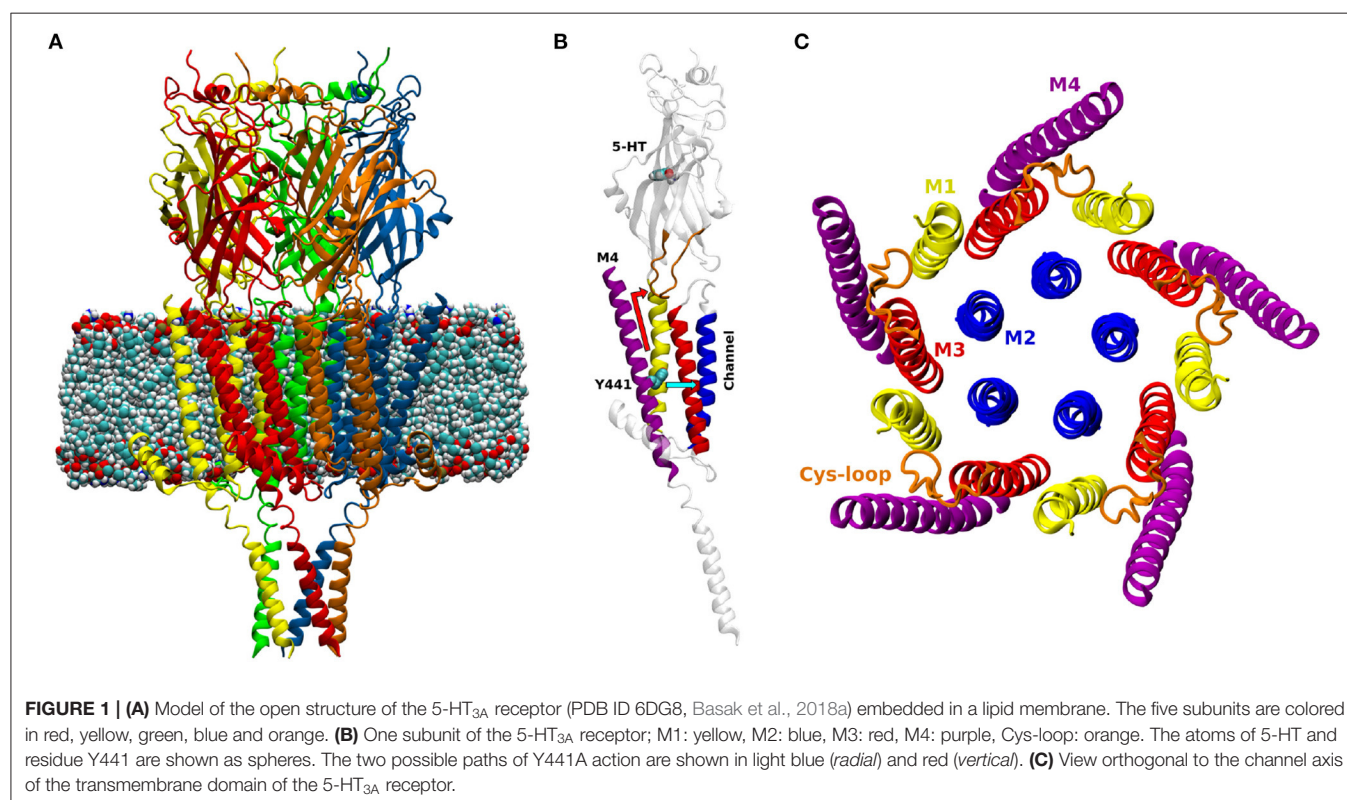 A
B
C
M4
5-HT
M1
M4
M3
M2
Y441
Channel
Cys-loop
FIGURE 1 | (A) Model of the open structure of the 5-HT3A receptor (PDB ID 6DG8, Basak et al., 2018a) embedded in a lipid membrane. The five subunits are colored
in red, yellow, green, blue and orange. (B) One subunit of the 5-HT3A receptor; M1: yellow, M2: blue, M3: red, M4: purple, Cys-loop: orange. The atoms of 5-HT and
residue Y441 are shown as spheres. The two possible paths of Y441A action are shown in light blue (radial) and red (vertical). (C) View orthogonal to the channel axis
of the transmembrane domain of the 5-HT3A receptor.